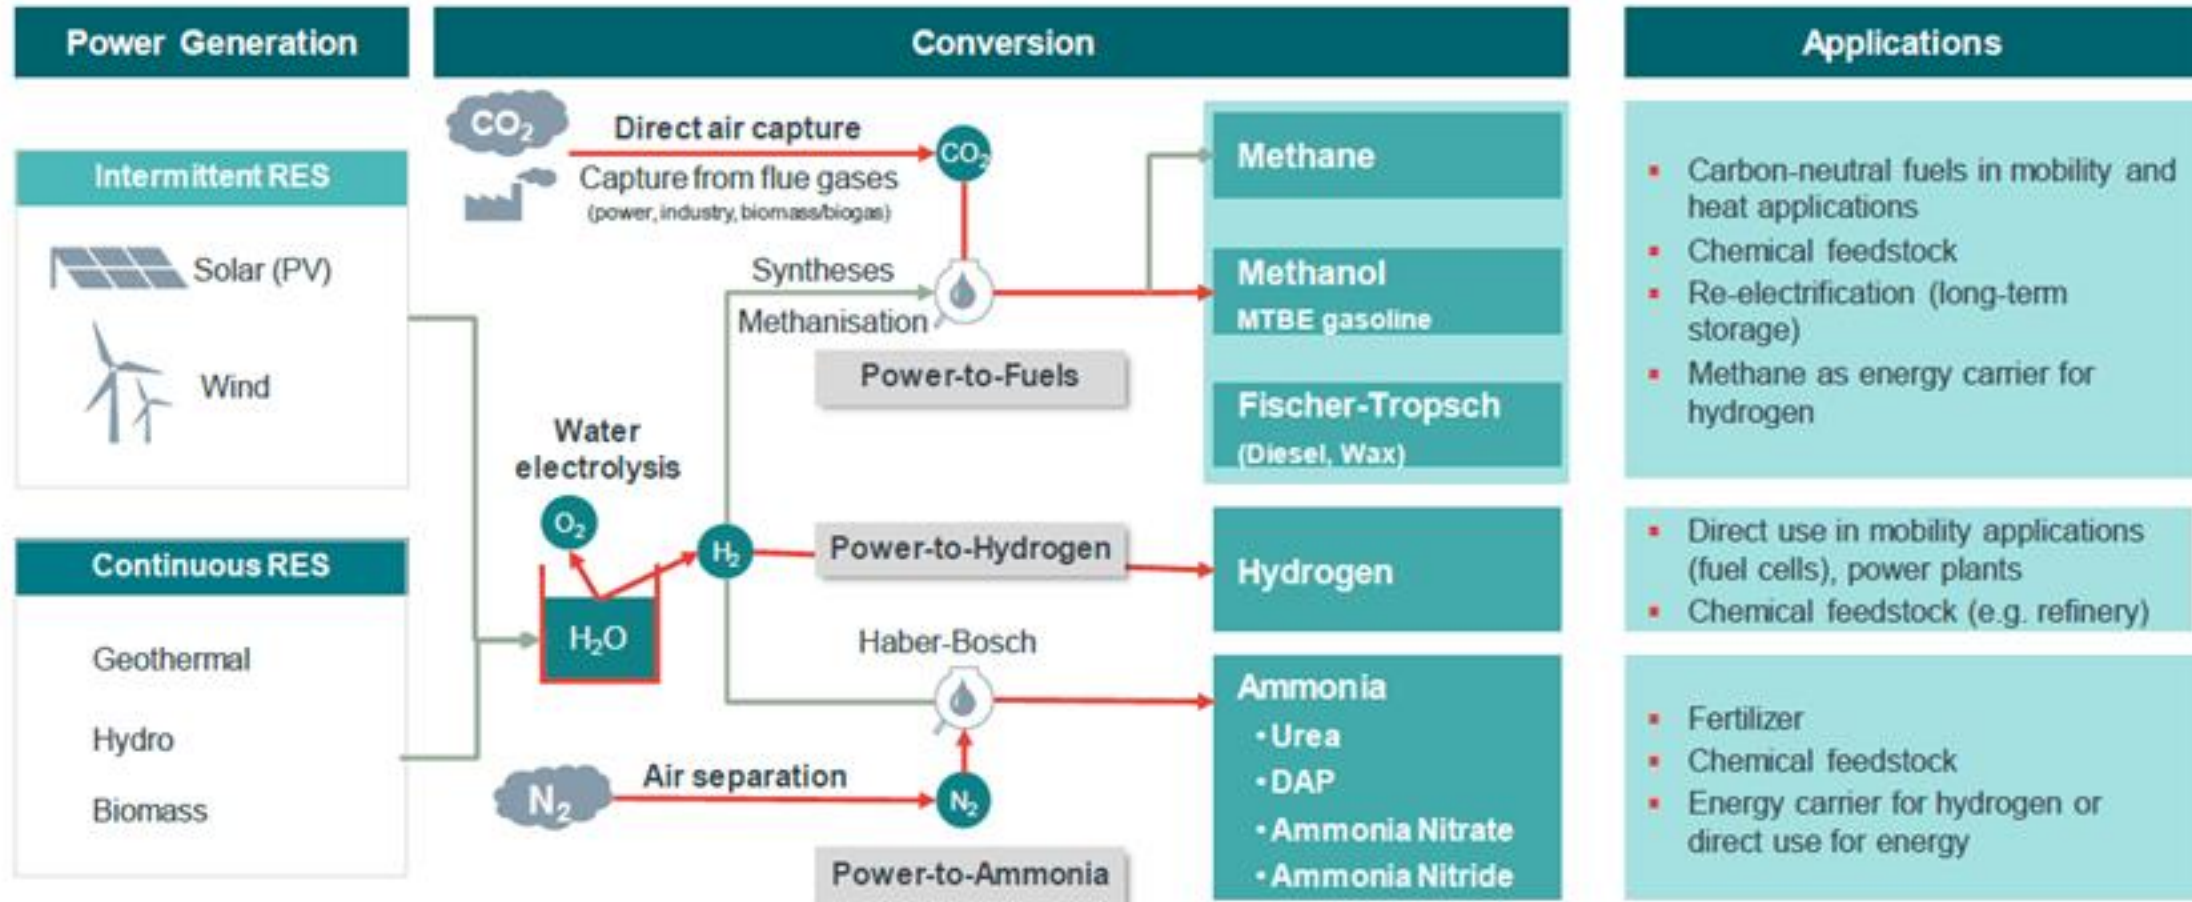 Power Generation
Conversion
Applications
Intermittent RES
Solar (PV)
Wind
Continuous RES
Geothermal
Hydro
Biomass
CO₂
Direct air capture
Capture from flue gases
(power, industry, biomass/biogas)
CO₂
Syntheses
Methanisation
Power-to-Fuels
Water
electrolysis
O₂
H₂
H₂O
Power-to-Hydrogen
Haber-Bosch
N₂
Air separation
N₂
Power-to-Ammonia
Methane
Methanol
MTBE gasoline
Fischer-Tropsch
(Diesel, Wax)
Hydrogen
Ammonia
• Urea
• DAP
• Ammonia Nitrate
• Ammonia Nitride
▪ Carbon-neutral fuels in mobility and
heat applications
▪ Chemical feedstock
▪ Re-electrification (long-term
storage)
▪ Methane as energy carrier for
hydrogen
▪ Direct use in mobility applications
(fuel cells), power plants
▪ Chemical feedstock (e.g. refinery)
▪ Fertilizer
▪ Chemical feedstock
▪ Energy carrier for hydrogen or
direct use for energy